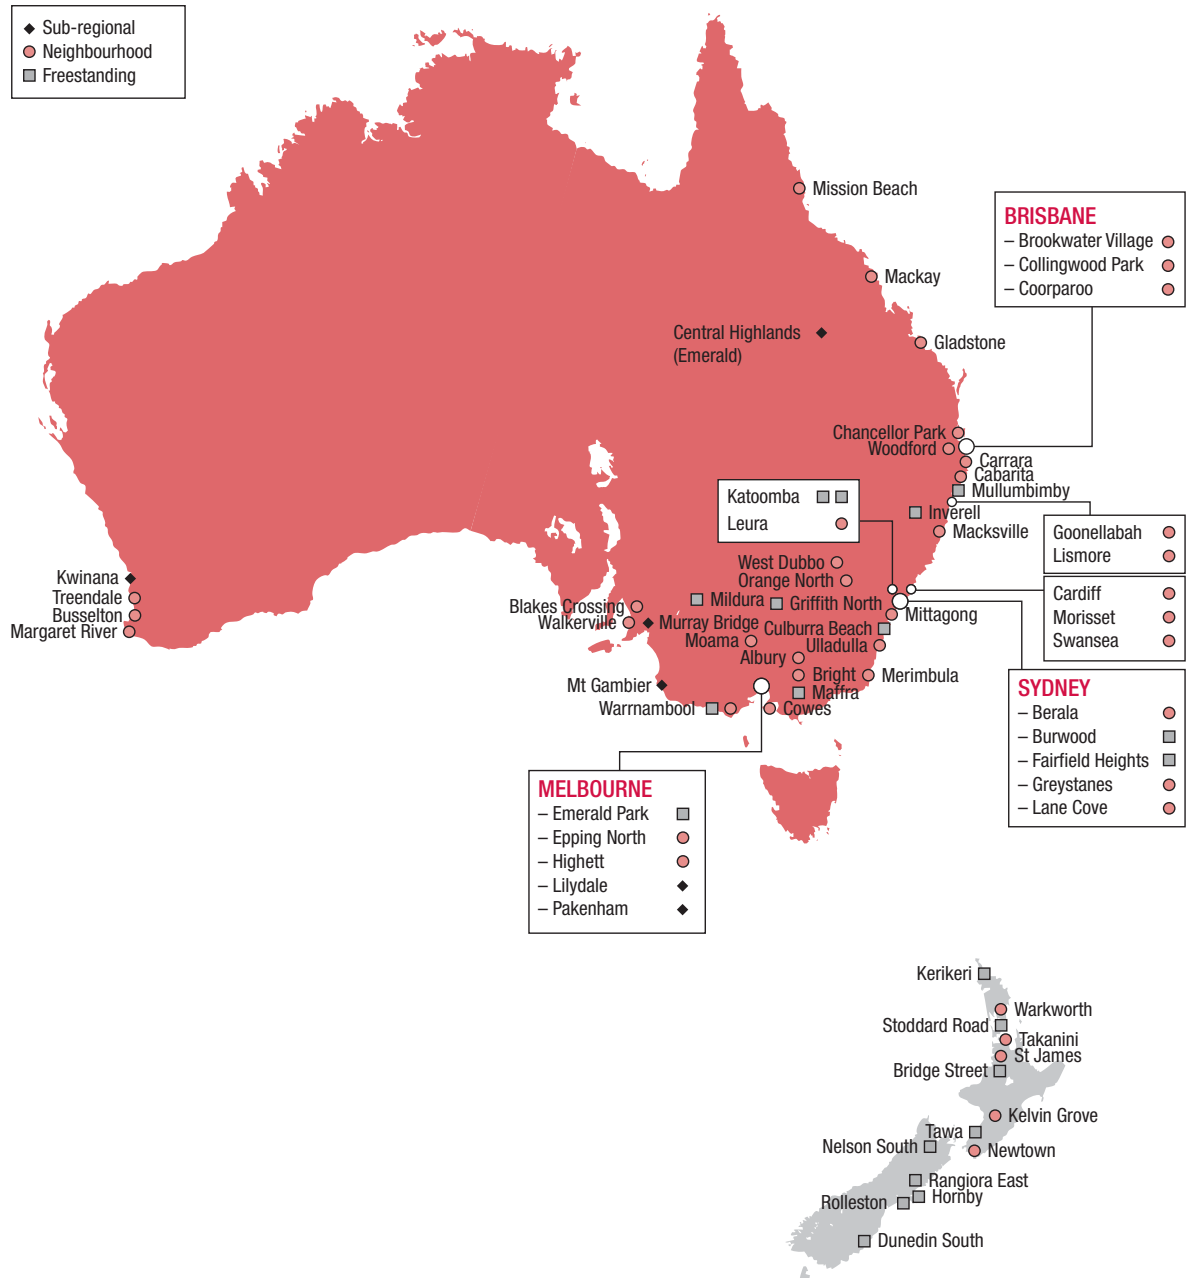 Sub-regional
Neighbourhood
Freestanding
Mission Beach
BRISBANE
– Brookwater Village
– Collingwood Park
– Coorparoo
Mackay
Central Highlands
(Emerald)
Gladstone
Chancellor Park
Woodford
Carrara
Cabarita
Mullumbimby
Katoomba
Leura
Inverell
Macksville
Goonellabah
Lismore
West Dubbo
Orange North
Kwinana
Treendale
Busselton
Margaret River
Blakes Crossing
Walkerville
Mildura
Griffith North
Mittagong
Cardiff
Morisset
Swansea
Murray Bridge
Culburra Beach
Moama
Ulladulla
Albury
Bright
Merimbula
Mt Gambier
Maffra
Warrnambool
Cowes
SYDNEY
– Berala
– Burwood
– Fairfield Heights
– Greystanes
– Lane Cove
MELBOURNE
– Emerald Park
– Epping North
– Highett
– Lilydale
– Pakenham
Kerikeri
Warkworth
Stoddard Road
Takanini
St James
Bridge Street
Kelvin Grove
Tawa
Nelson South
Newtown
Rangiora East
Hornby
Rolleston
Dunedin South